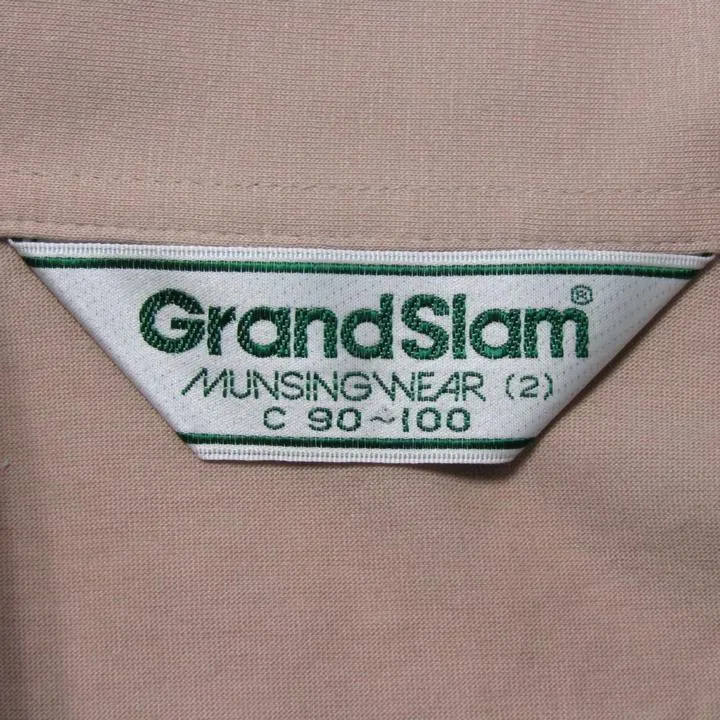 GrandSlam®
MUNSINGWEAR (2)
C 90~100